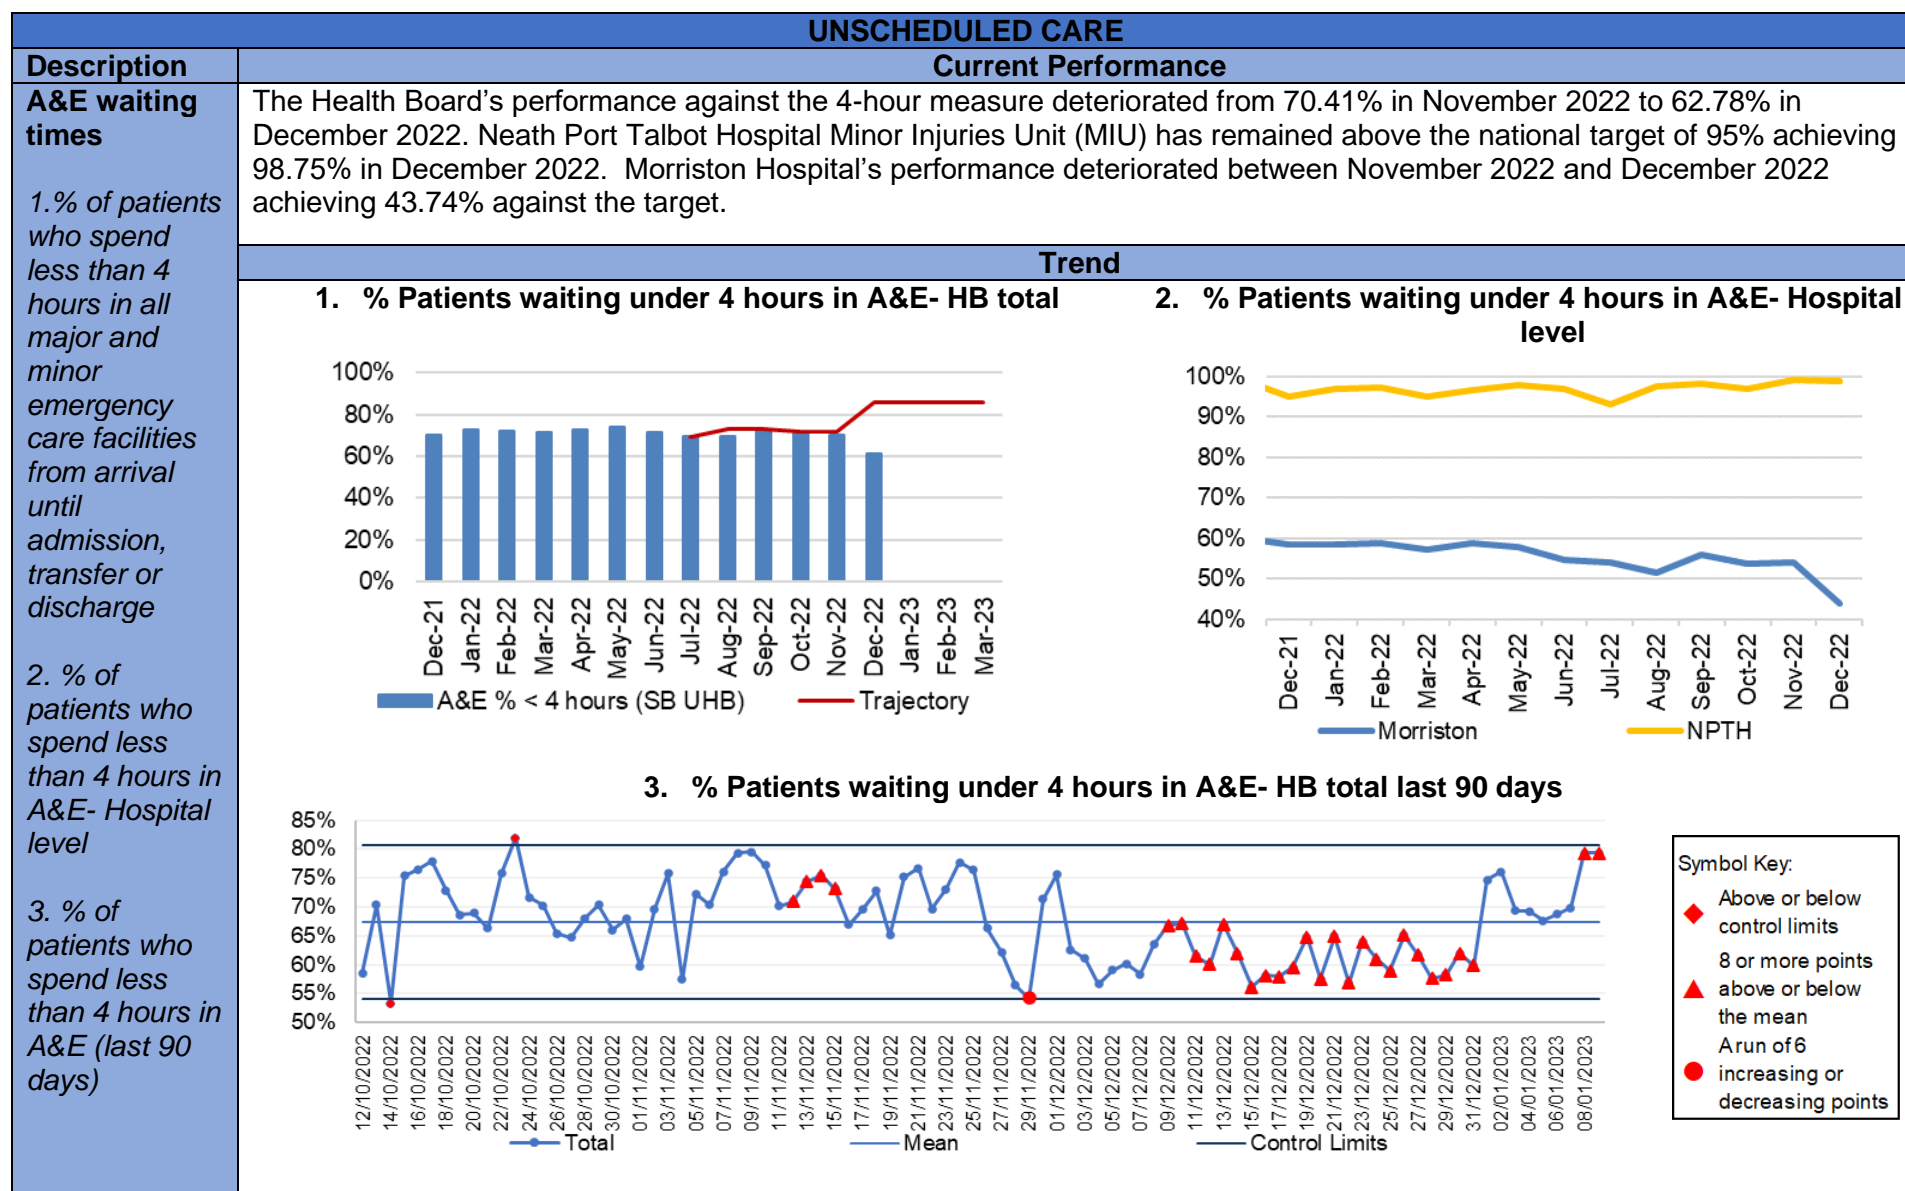 UNSCHEDULED CARE
Description
Current Performance
A&E waiting
times
1.% of patients
who spend
less than 4
hours in all
major and
minor
emergency
care facilities
from arrival
until
admission,
transfer or
discharge
2. % of
patients who
spend less
than 4 hours in
A&E- Hospital
level
3. % of
patients who
spend less
than 4 hours in
A&E (last 90
days)
The Health Board’s performance against the 4-hour measure deteriorated from 70.41% in November 2022 to 62.78% in
December 2022. Neath Port Talbot Hospital Minor Injuries Unit (MIU) has remained above the national target of 95% achieving
98.75% in December 2022.  Morriston Hospital’s performance deteriorated between November 2022 and December 2022
achieving 43.74% against the target.
Trend
1. % Patients waiting under 4 hours in A&E- HB total
100%
80%
60%
40%
20%
0%
Dec-21
Jan-22
Feb-22
Mar-22
Apr-22
May-22
Jun-22
Jul-22
Aug-22
Sep-22
Oct-22
Nov-22
Dec-22
Jan-23
Feb-23
Mar-23
A&E % < 4 hours (SB UHB)
Trajectory
2. % Patients waiting under 4 hours in A&E- Hospital
level
100%
90%
80%
70%
60%
50%
40%
Dec-21
Jan-22
Feb-22
Mar-22
Apr-22
May-22
Jun-22
Jul-22
Aug-22
Sep-22
Oct-22
Nov-22
Dec-22
Morriston
NPTH
3. % Patients waiting under 4 hours in A&E- HB total last 90 days
85%
80%
75%
70%
65%
60%
55%
50%
12/10/2022
14/10/2022
16/10/2022
18/10/2022
20/10/2022
22/10/2022
24/10/2022
26/10/2022
28/10/2022
30/10/2022
01/11/2022
03/11/2022
05/11/2022
07/11/2022
09/11/2022
11/11/2022
13/11/2022
15/11/2022
17/11/2022
19/11/2022
21/11/2022
23/11/2022
25/11/2022
27/11/2022
29/11/2022
01/12/2022
03/12/2022
05/12/2022
07/12/2022
09/12/2022
11/12/2022
13/12/2022
15/12/2022
17/12/2022
19/12/2022
21/12/2022
23/12/2022
25/12/2022
27/12/2022
29/12/2022
31/12/2022
02/01/2023
04/01/2023
06/01/2023
08/01/2023
Total
Mean
Control Limits
Symbol Key:
Above or below
control limits
8 or more points
above or below
the mean
A run of 6
increasing or
decreasing points